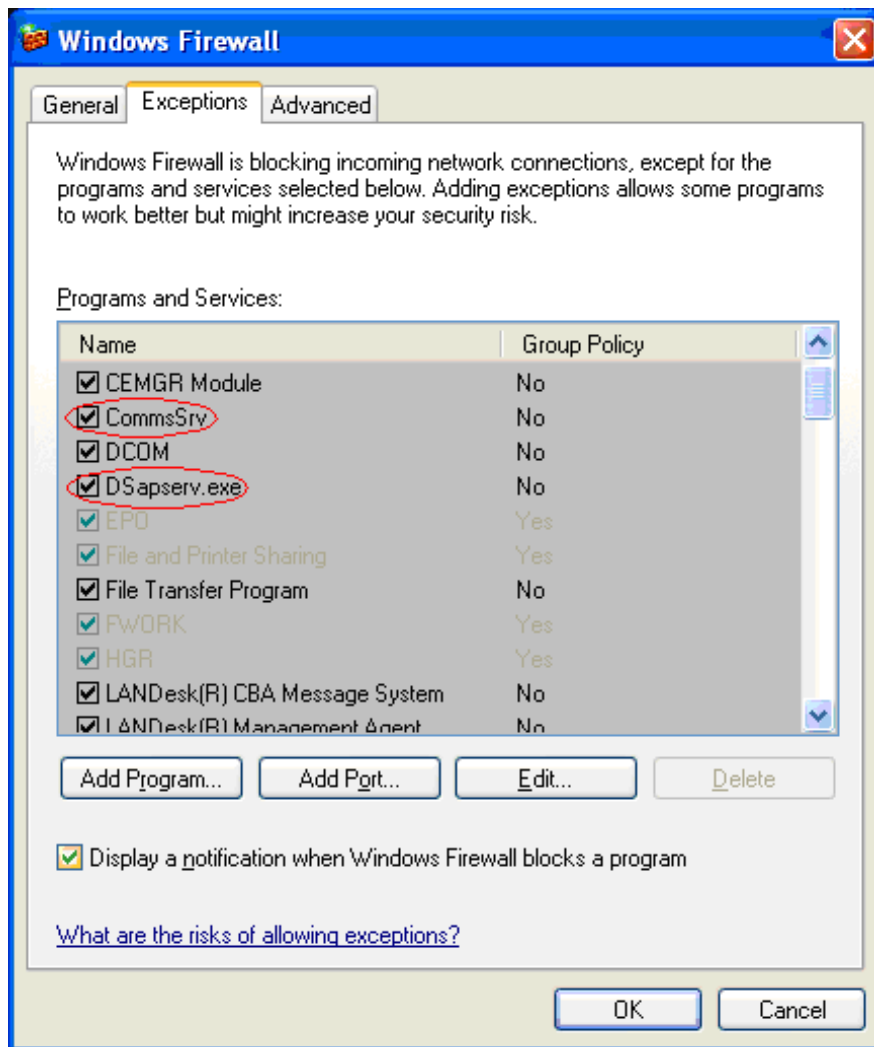 Windows Firewall
General Exceptions Advanced
Windows Firewall is blocking incoming network connections, except for the
programs and services selected below. Adding exceptions allows some programs
to work better but might increase your security risk.
Programs and Services:
Name Group Policy
CEMGR Module No
CommsSrv No
DCOM No
DSapserv.exe No
EPO Yes
File and Printer Sharing Yes
File Transfer Program No
FWORK Yes
HGR Yes
LANDesk(R) CBA Message System No
LANDesk(R) Management Agent No
Add Program... Add Port... Edit... Delete
Display a notification when Windows Firewall blocks a program
What are the risks of allowing exceptions?
OK Cancel